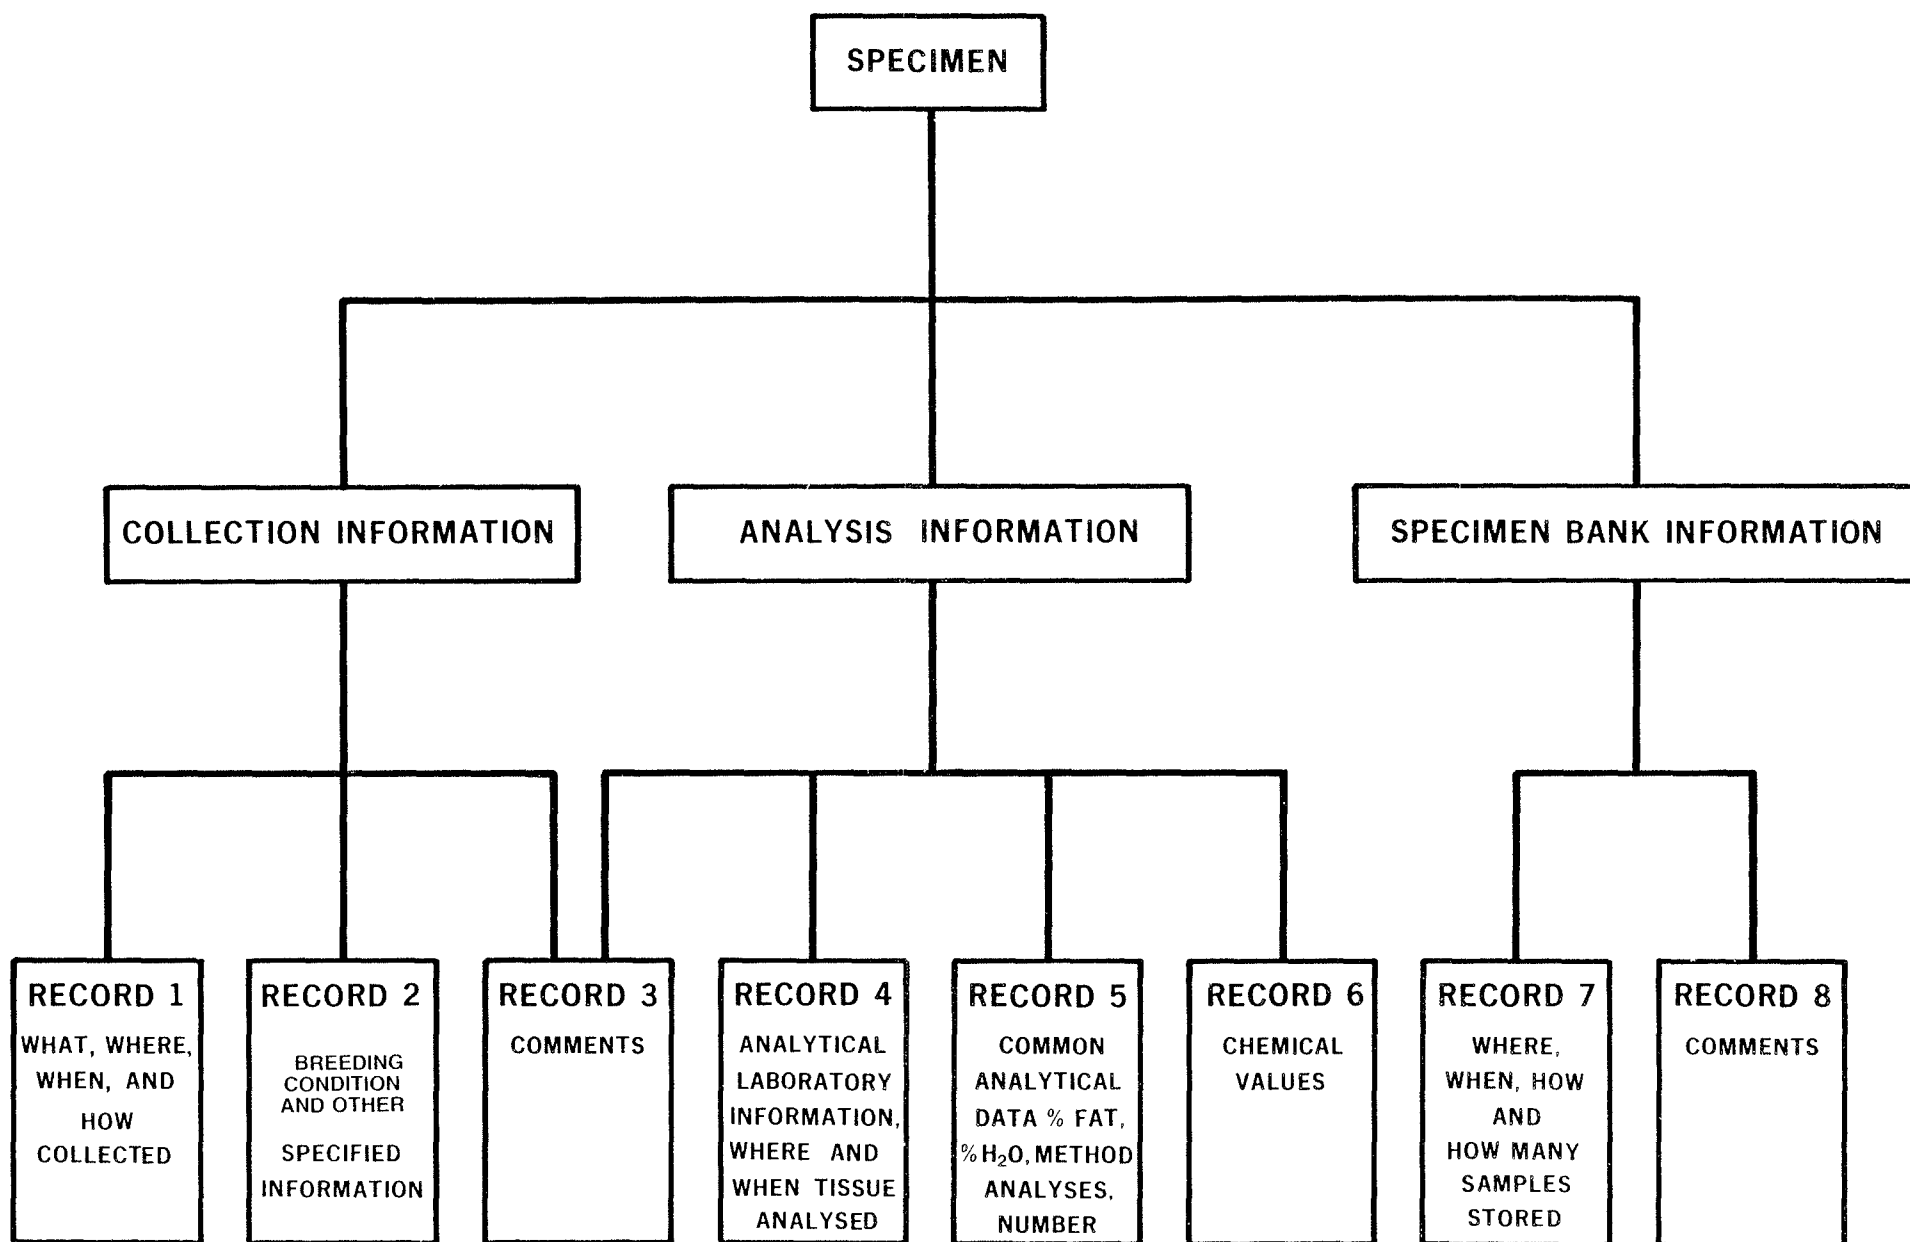 SPECIMEN
COLLECTION INFORMATION
ANALYSIS INFORMATION
SPECIMEN BANK INFORMATION
RECORD 1
WHAT, WHERE,
WHEN, AND
HOW
COLLECTED
RECORD 2
BREEDING
CONDITION
AND OTHER
SPECIFIED
INFORMATION
RECORD 3
COMMENTS
RECORD 4
ANALYTICAL
LABORATORY
INFORMATION,
WHERE AND
WHEN TISSUE
ANALYSED
RECORD 5
COMMON
ANALYTICAL
DATA % FAT,
% H₂O, METHOD
ANALYSES,
NUMBER
RECORD 6
CHEMICAL
VALUES
RECORD 7
WHERE,
WHEN, HOW
AND
HOW MANY
SAMPLES
STORED
RECORD 8
COMMENTS